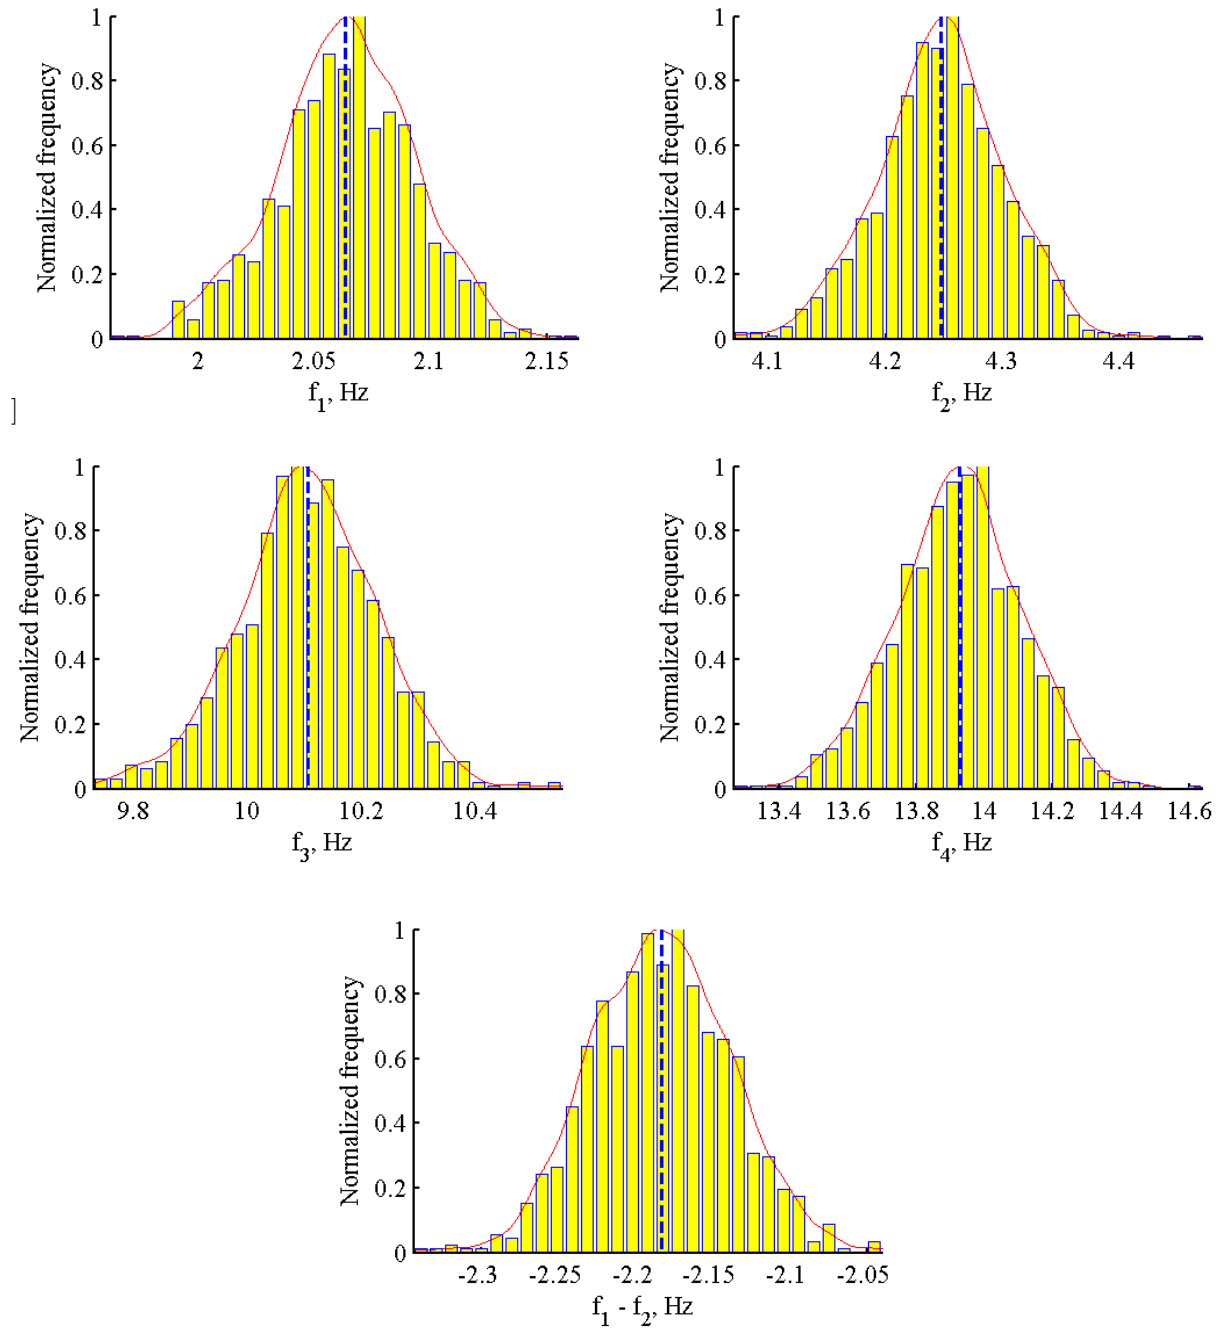 1
0.8
0.6
0.4
0.2
0
Normalized frequency
2 2.05 2.1 2.15
f1, Hz
1
0.8
0.6
0.4
0.2
0
Normalized frequency
4.1 4.2 4.3 4.4
f2, Hz
]
1
0.8
0.6
0.4
0.2
0
Normalized frequency
9.8 10 10.2 10.4
f3, Hz
1
0.8
0.6
0.4
0.2
0
Normalized frequency
13.4 13.6 13.8 14 14.2 14.4 14.6
f4, Hz
1
0.8
0.6
0.4
0.2
0
Normalized frequency
-2.3 -2.25 -2.2 -2.15 -2.1 -2.05
f1 - f2, Hz